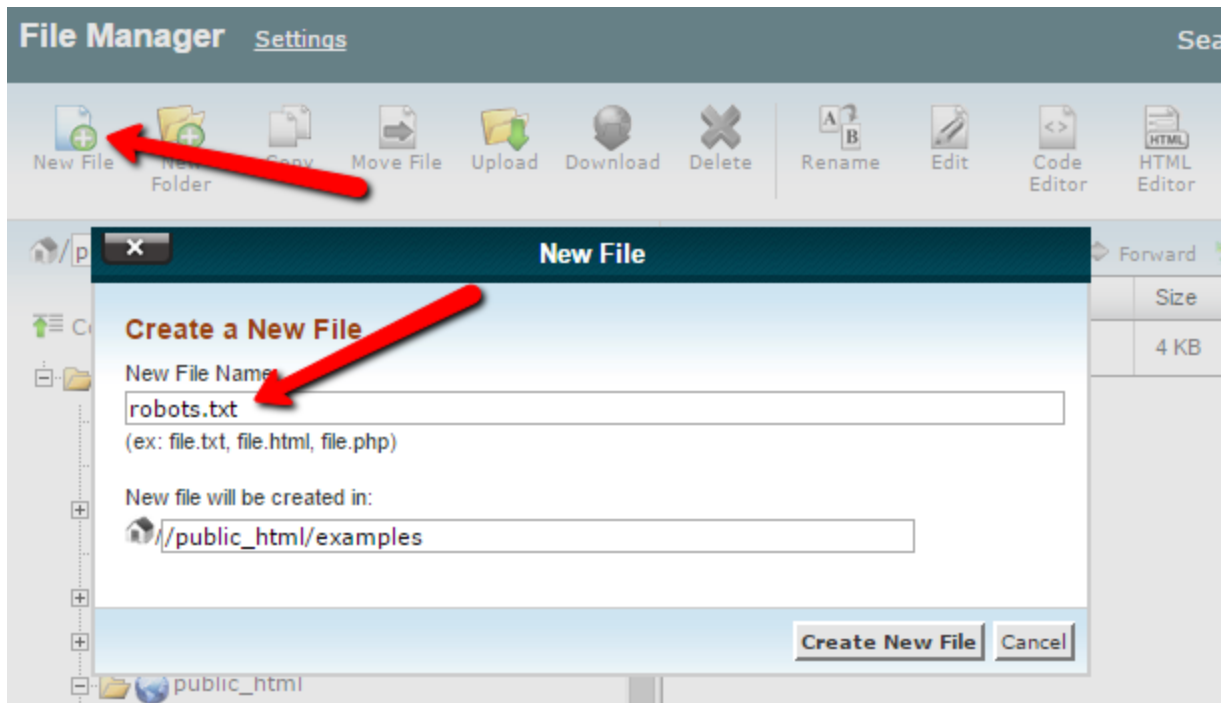 File Manager Settings Sea
New File New Copy Move File Upload Download Delete Rename Edit Code HTML
Folder Editor Editor
/ p New File Forward
Size
Create a New File
4 KB
New File Name:
robots.txt
(ex: file.txt, file.html, file.php)
New file will be created in:
//public_html/examples
Create New File Cancel
public_html